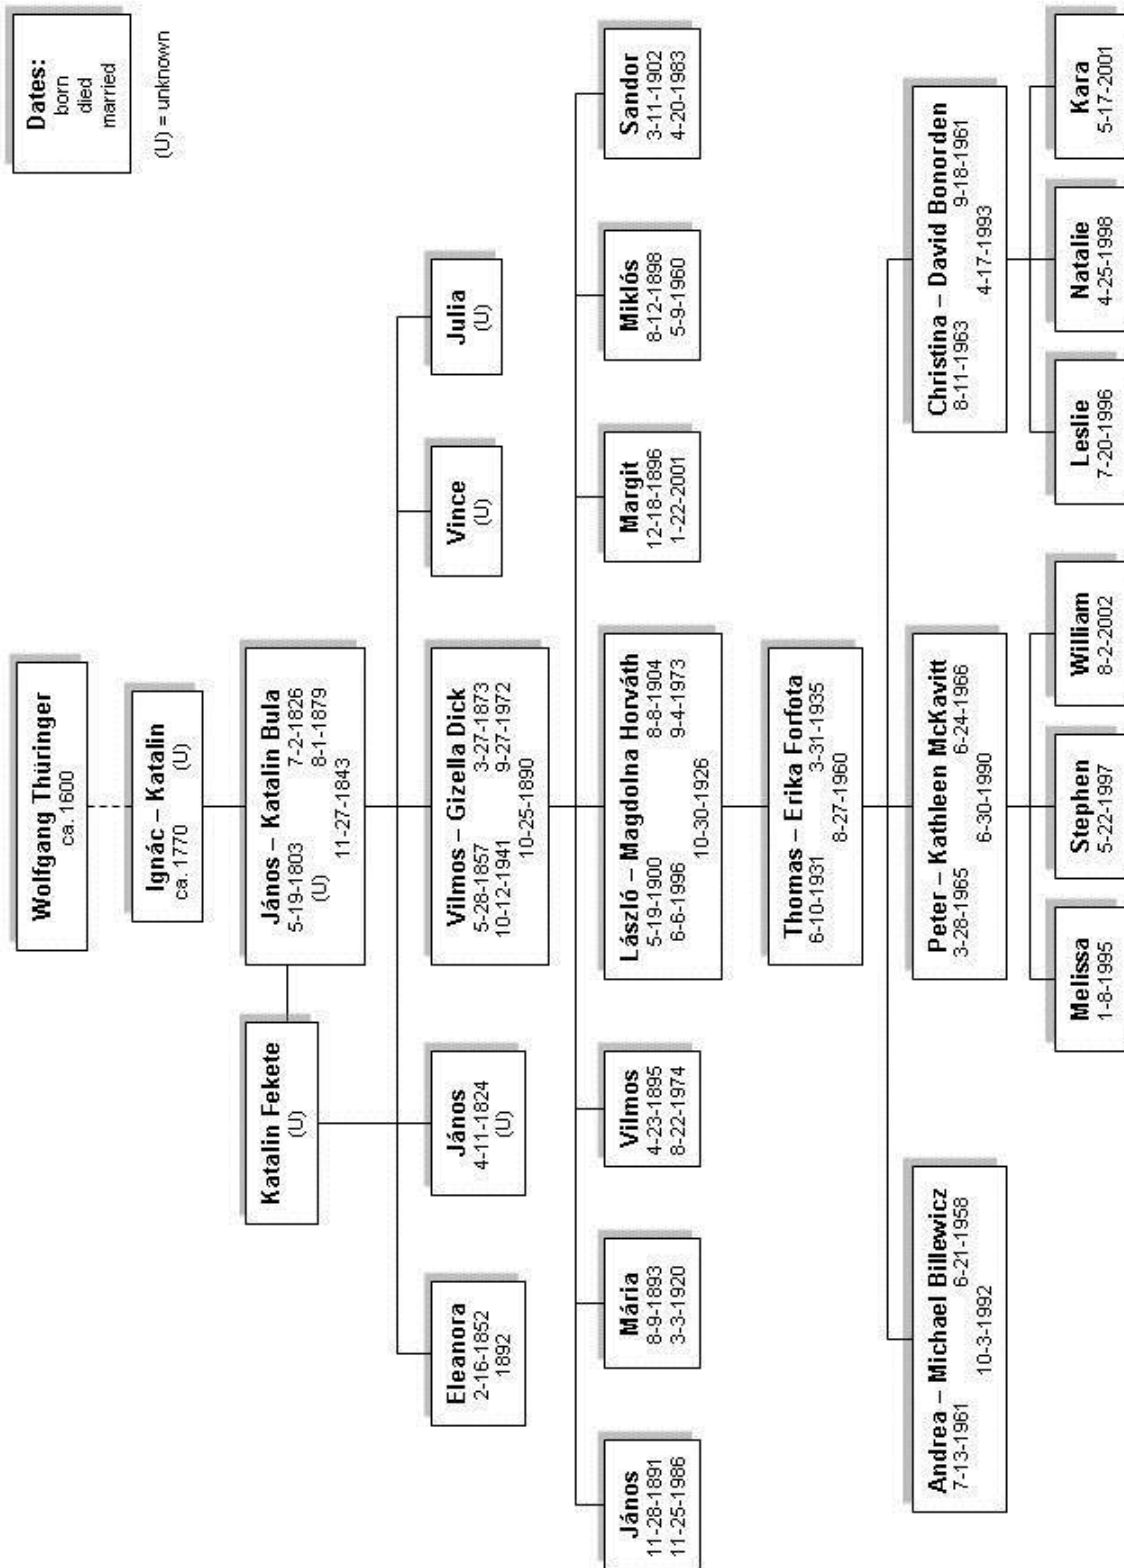 Dates:
born
died
married
(U) = unknown
Wolfgang Thüringer
ca. 1600
Ignác – Katalin
ca. 1770 (U)
Katalin Fekete
(U)
János – Katalin Bula
5-19-1803 7-2-1826
(U) 8-1-1879
11-27-1843
Eleanora
2-16-1852
1892
János
4-11-1824
(U)
Vilmos – Gizella Dick
5-28-1857 3-27-1873
10-12-1941 9-27-1972
10-25-1890
Vince
(U)
Julia
(U)
János
11-28-1891
11-25-1986
Mária
8-9-1893
3-3-1920
Vilmos
4-23-1895
8-22-1974
László – Magdolna Horváth
5-19-1900 8-8-1904
6-6-1996 9-4-1973
10-30-1926
Margit
12-18-1896
1-22-2001
Miklós
8-12-1898
5-9-1960
Sandor
3-11-1902
4-20-1983
Thomas – Erika Forfota
6-10-1931 3-31-1935
8-27-1960
Andrea – Michael Billewicz
7-13-1961 6-21-1958
10-3-1992
Peter – Kathleen McKavitt
3-28-1965 6-24-1966
6-30-1990
Christina – David Bonorden
8-11-1963 9-18-1961
4-17-1993
Melissa
1-8-1995
Stephen
5-22-1997
William
8-2-2002
Leslie
7-20-1996
Natalie
4-25-1998
Kara
5-17-2001